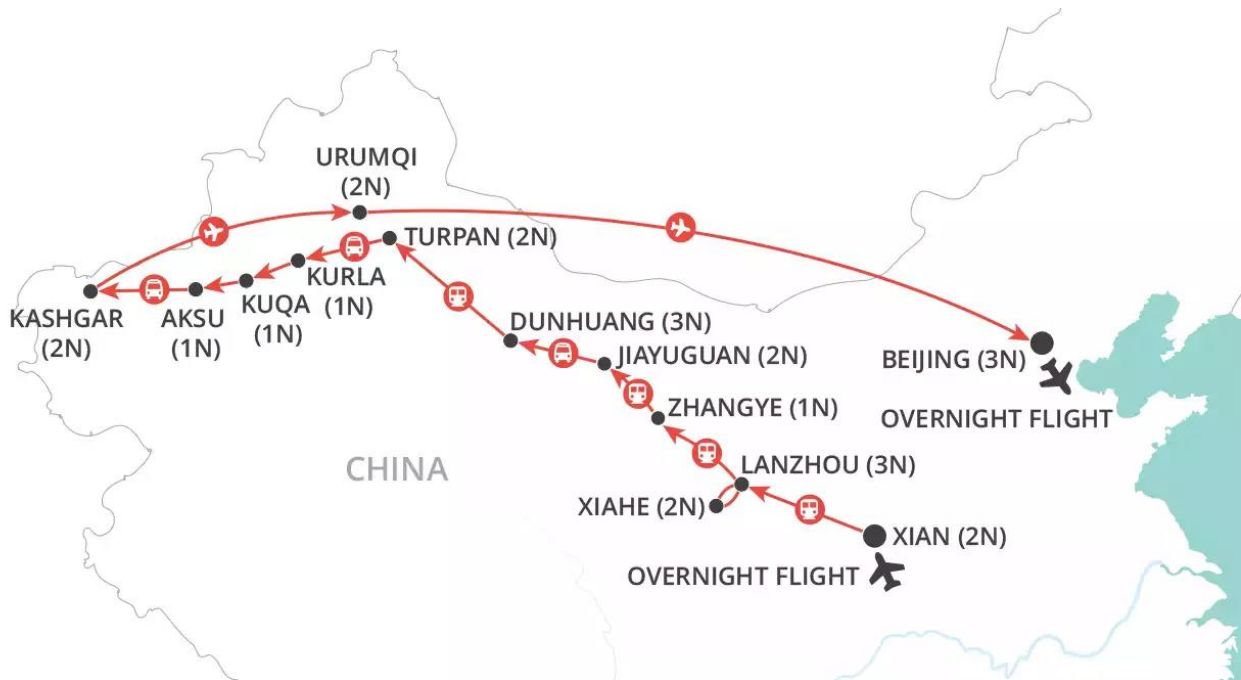 URUMQI
(2N)
TURPAN (2N)
KURLA
(1N)
KUQA
(1N)
AKSU
(1N)
KASHGAR
(2N)
DUNHUANG (3N)
JIAYUGUAN (2N)
BEIJING (3N)
OVERNIGHT FLIGHT
ZHANGYE (1N)
CHINA
LANZHOU (3N)
XIAHE (2N)
XIAN (2N)
OVERNIGHT FLIGHT